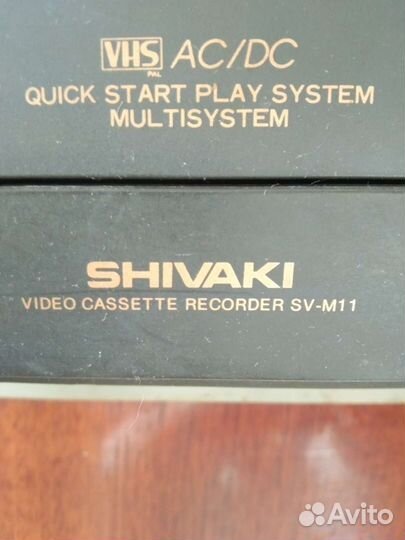 VHS AC/DC
PAL
QUICK START PLAY SYSTEM
MULTISYSTEM
SHIVAKI
VIDEO CASSETTE RECORDER SV-M11
Avito